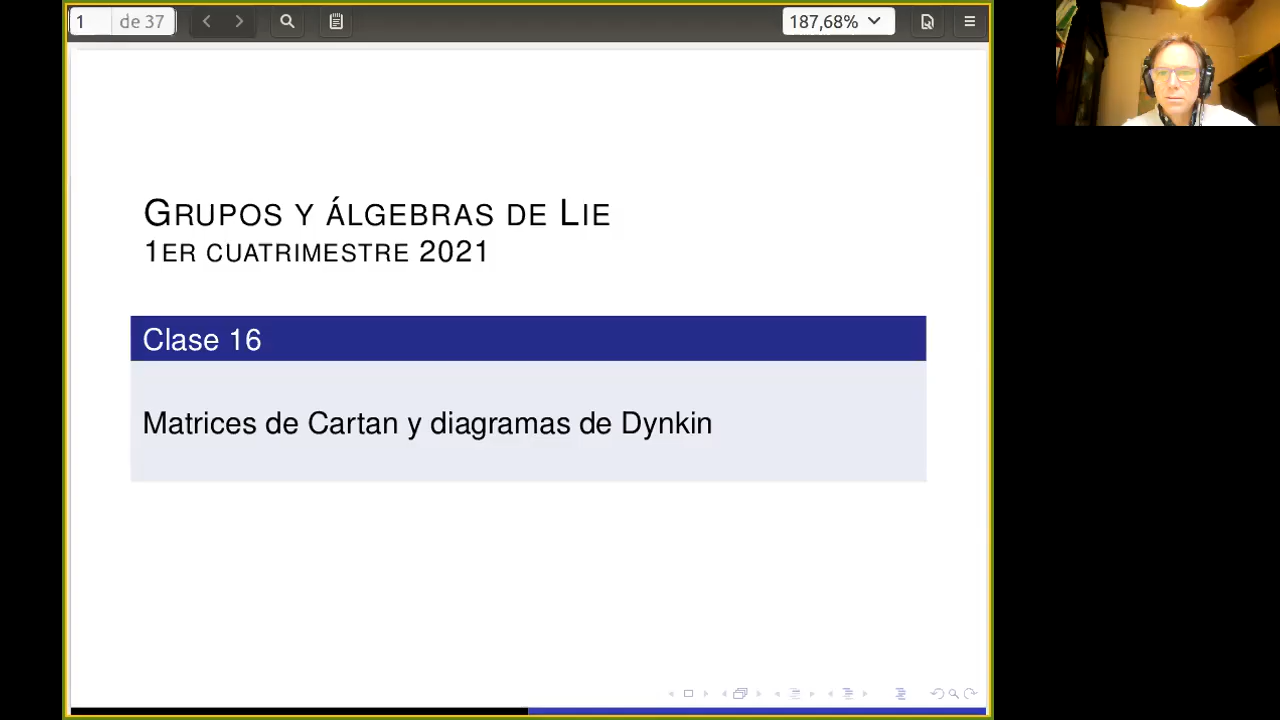 1 de 37
187,68%
GRUPOS Y ÁLGEBRAS DE LIE
1ER CUATRIMESTRE 2021
Clase 16
Matrices de Cartan y diagramas de Dynkin